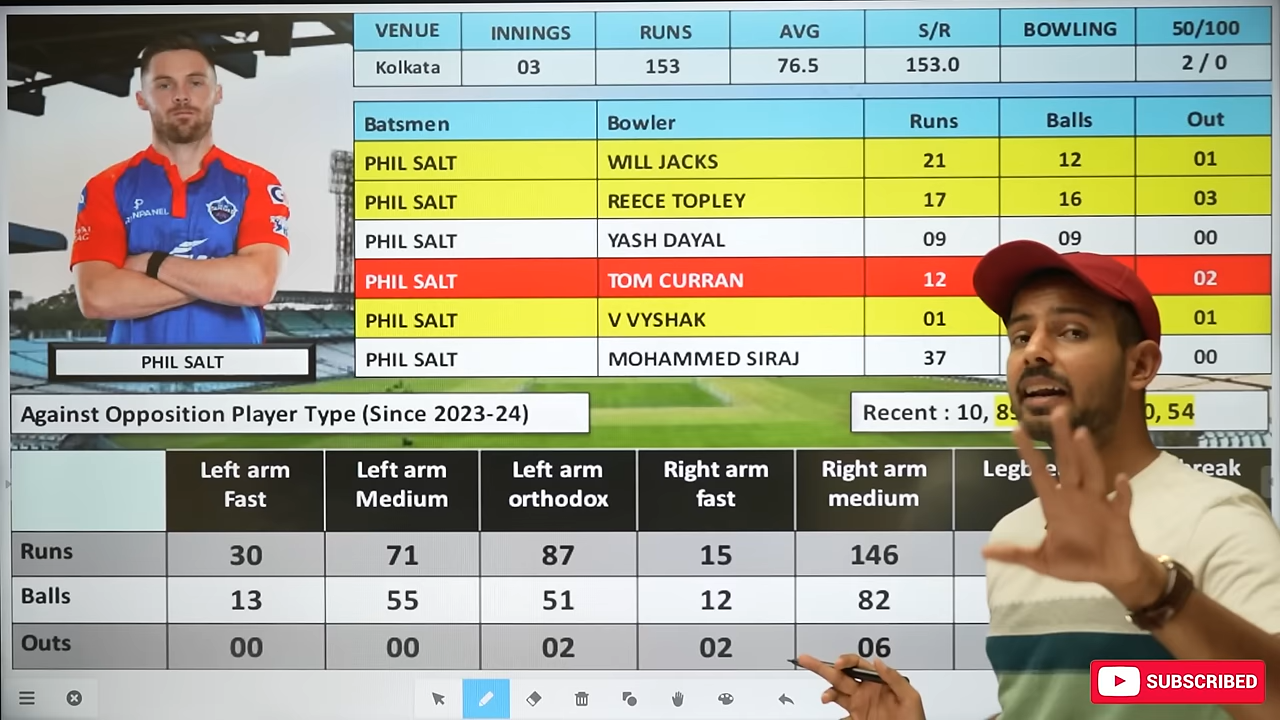 VENUE INNINGS RUNS AVG S/R BOWLING 50/100
Kolkata 03 153 76.5 153.0 2 / 0
Batsmen Bowler Runs Balls Out
PHIL SALT WILL JACKS 21 12 01
PHIL SALT REECE TOPLEY 17 16 03
PHIL SALT YASH DAYAL 09 09 00
PHIL SALT TOM CURRAN 12 02
PHIL SALT V VYSHAK 01 01
PHIL SALT MOHAMMED SIRAJ 37 00
PHIL SALT
Against Opposition Player Type (Since 2023-24)
Recent : 10, 54
Left arm Fast
Left arm Medium
Left arm orthodox
Right arm fast
Right arm medium
Runs 30 71 87 15 146
Balls 13 55 51 12 82
Outs 00 00 02 02 06
SUBSCRIBED